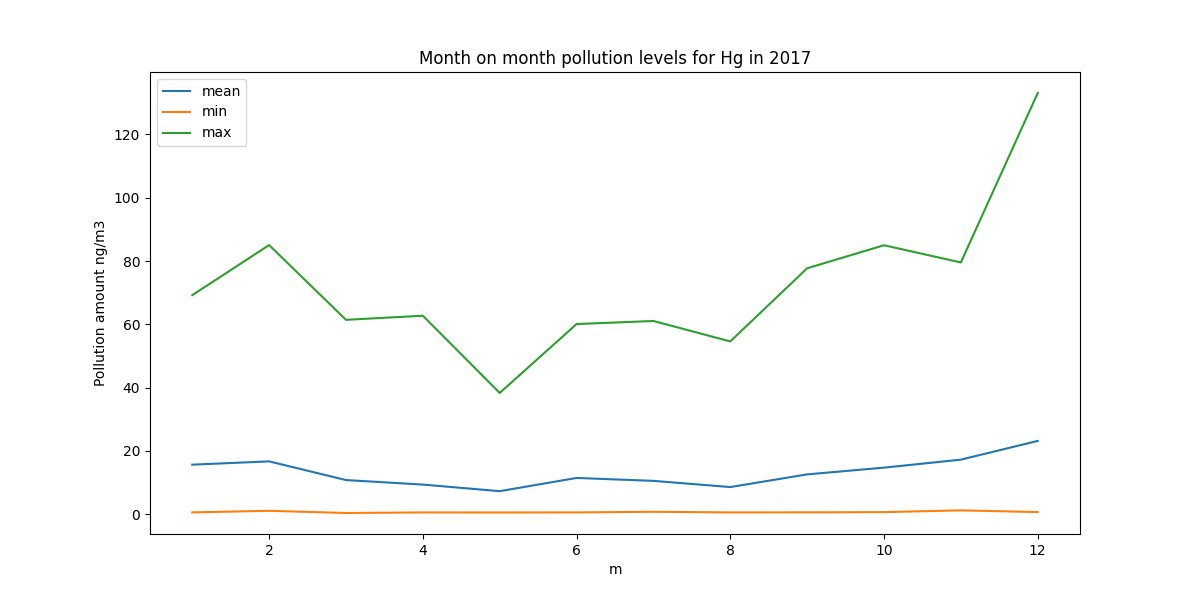 Month on month pollution levels for Hg in 2017
mean
min
max
Pollution amount ng/m3
120
100
80
60
40
20
0
2 4 6 8 10 12
m